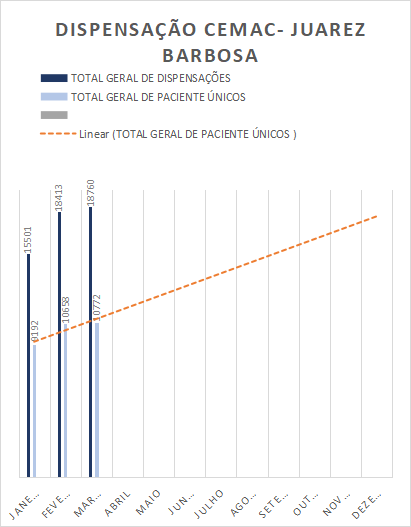 DISPENSAÇÃO CEMAC- JUAREZ
BARBOSA
TOTAL GERAL DE DISPENSAÇÕES
TOTAL GERAL DE PACIENTE ÚNICOS
Linear (TOTAL GERAL DE PACIENTE ÚNICOS )
15501
18413
18760
9192
10658
10772
JANE...
FEVE...
MAR...
ABRIL
MAIO
JUN...
JULHO
AGO...
SETE...
OUT...
NOV...
DEZE...